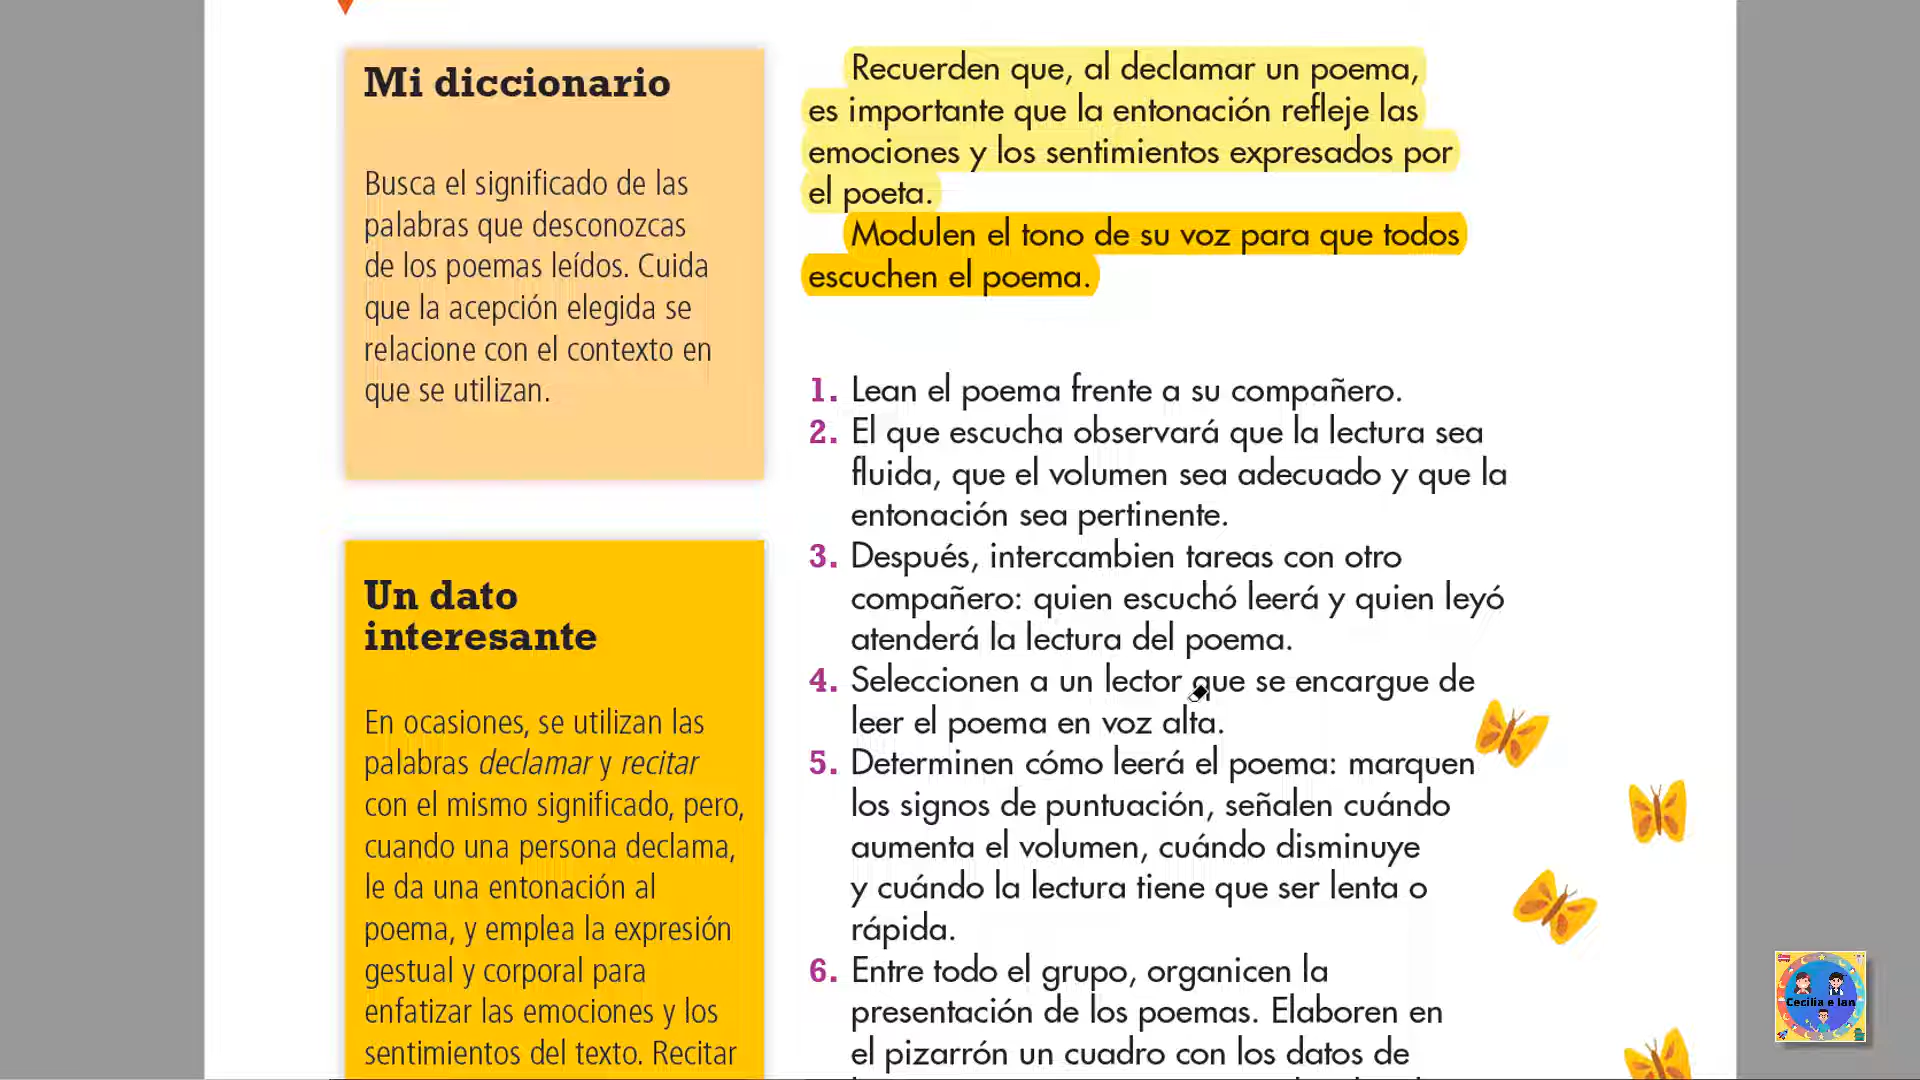 Mi diccionario
Busca el significado de las
palabras que desconozcas
de los poemas leídos. Cuida
que la acepción elegida se
relacione con el contexto en
que se utilizan.
Un dato
interesante
En ocasiones, se utilizan las
palabras declamar y recitar
con el mismo significado, pero,
cuando una persona declama,
le da una entonación al
poema, y emplea la expresión
gestual y corporal para
enfatizar las emociones y los
sentimientos del texto. Recitar
Recuerden que, al declamar un poema,
es importante que la entonación refleje las
emociones y los sentimientos expresados por
el poeta.
Modulen el tono de su voz para que todos
escuchen el poema.
1. Lean el poema frente a su compañero.
2. El que escucha observará que la lectura sea
fluida, que el volumen sea adecuado y que la
entonación sea pertinente.
3. Después, intercambien tareas con otro
compañero: quien escuchó leerá y quien leyó
atenderá la lectura del poema.
4. Seleccionen a un lector que se encargue de
leer el poema en voz alta.
5. Determinen cómo leerá el poema: marquen
los signos de puntuación, señalen cuándo
aumenta el volumen, cuándo disminuye
y cuándo la lectura tiene que ser lenta o
rápida.
6. Entre todo el grupo, organicen la
presentación de los poemas. Elaboren en
el pizarrón un cuadro con los datos de
Cecilia e Ian